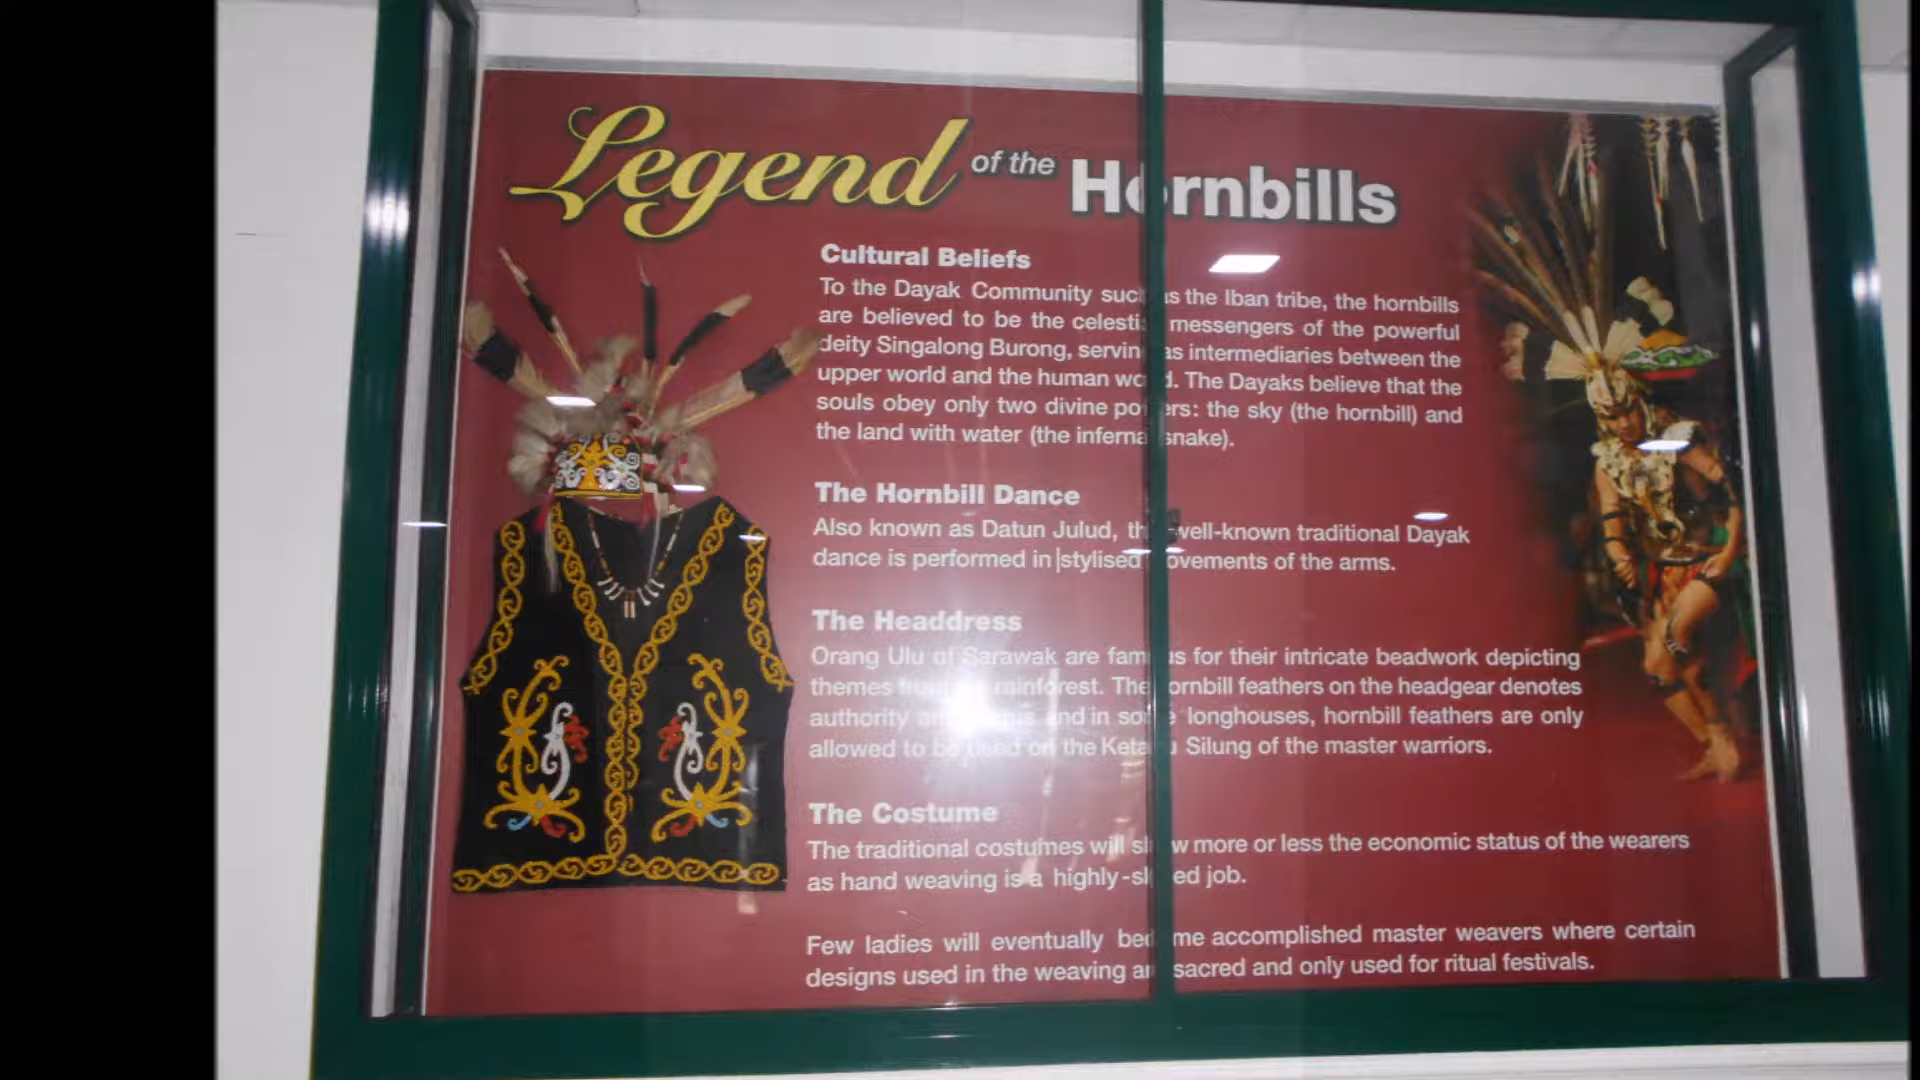 Legend of the Hornbills
Cultural Beliefs
To the Dayak Community such as the Iban tribe, the hornbills
are believed to be the celestial messengers of the powerful
deity Singalong Burong, serving as intermediaries between the
upper world and the human world. The Dayaks believe that the
souls obey only two divine powers: the sky (the hornbill) and
the land with water (the infernal snake).
The Hornbill Dance
Also known as Datun Julud, this well-known traditional Dayak
dance is performed in stylised movements of the arms.
The Headdress
Orang Ulu of Sarawak are famous for their intricate beadwork depicting
themes from rainforest. The hornbill feathers on the headgear denotes
authority and and in some longhouses, hornbill feathers are only
allowed to be used on the Ketapu Silung of the master warriors.
The Costume
The traditional costumes will show more or less the economic status of the wearers
as hand weaving is a highly-skilled job.
Few ladies will eventually become accomplished master weavers where certain
designs used in the weaving are sacred and only used for ritual festivals.